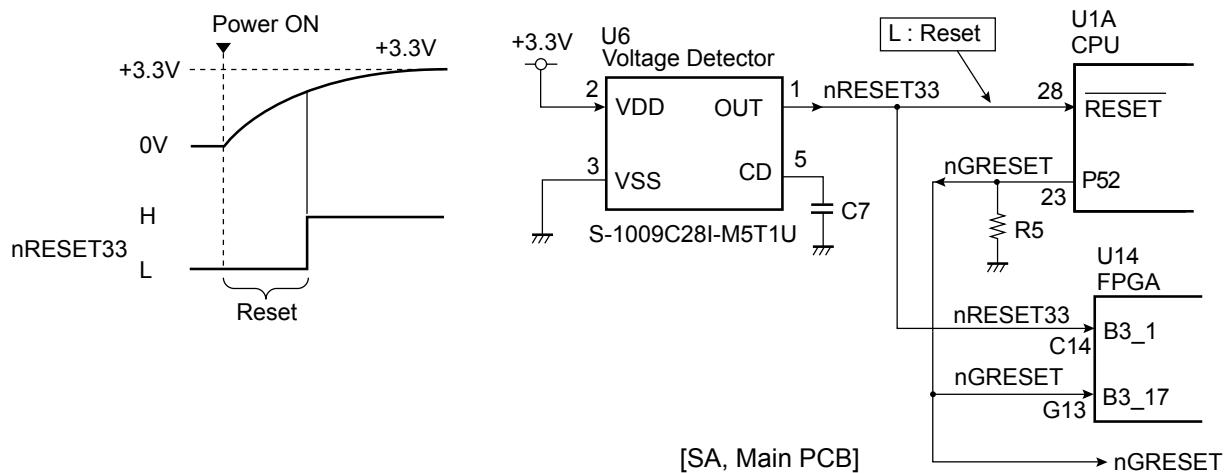 Power ON
+3.3V
+3.3V
0V
H
nRESET33
L
Reset
+3.3V
U6
Voltage Detector
2
VDD
OUT
1
3
VSS
CD
5
C7
S-1009C28I-M5T1U
nRESET33
L : Reset
U1A
CPU
28
RESET
nGRESET
23
P52
R5
U14
FPGA
nRESET33
C14
B3_1
nGRESET
G13
B3_17
nGRESET
[SA, Main PCB]